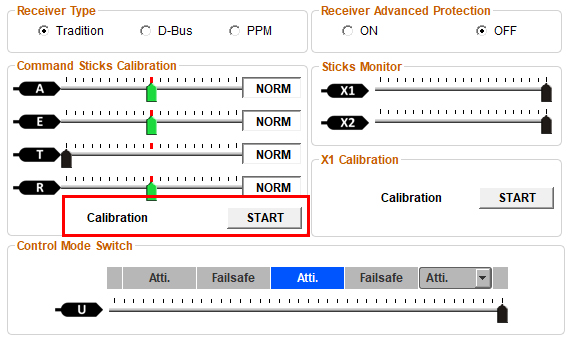 Receiver Type
Tradition D-Bus PPM
Receiver Advanced Protection
ON OFF
Command Sticks Calibration
A NORM
E NORM
T NORM
R NORM
Calibration START
Sticks Monitor
X1
X2
X1 Calibration
Calibration START
Control Mode Switch
Atti. Failsafe Atti. Failsafe Atti.
U